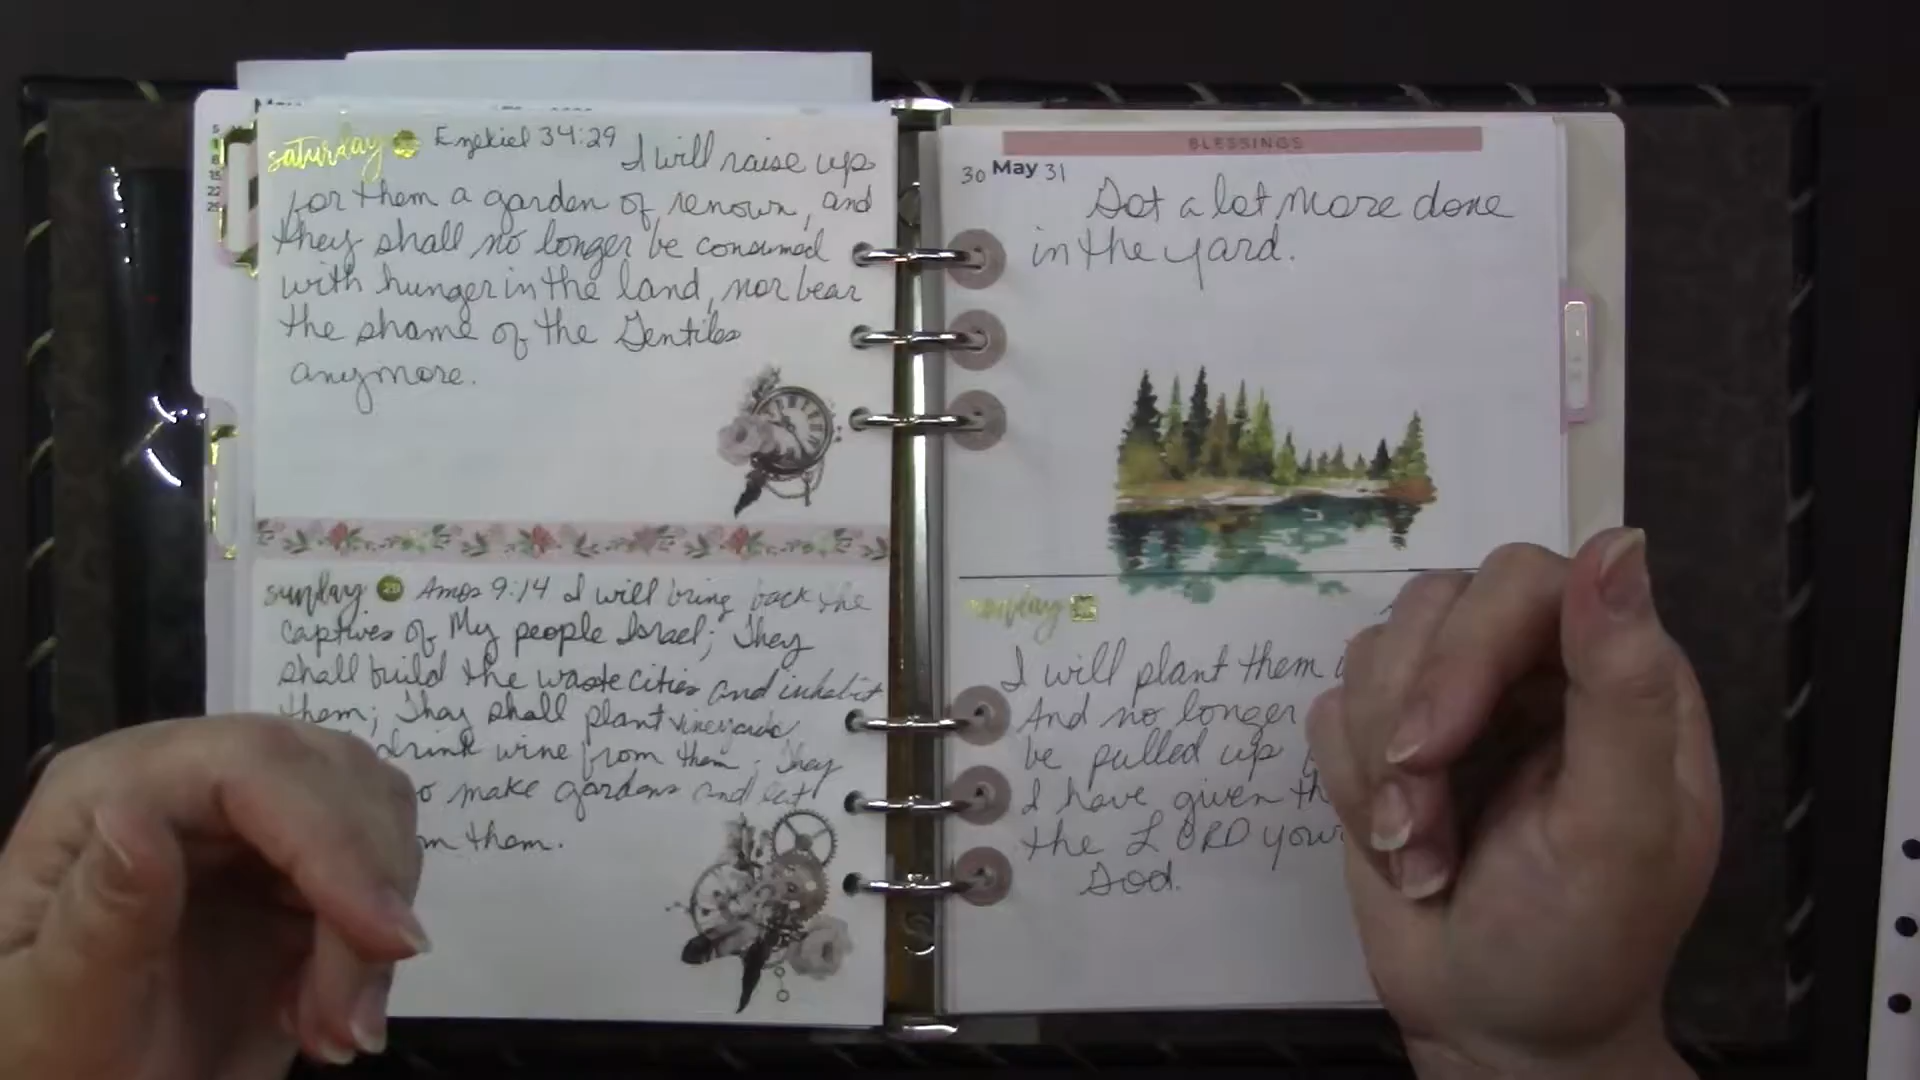 May
saturday Ezekiel 34:29 I will raise up
for them a garden of renown, and
they shall no longer be consumed
with hunger in the land, nor bear
the shame of the Gentiles
anymore.
sunday Amos 9:14 I will bring back the
captives of My people Israel; They
shall build the waste cities and inhabit
them; They shall plant vineyards
drink wine from them; They
make gardens and eat
them.
BLESSINGS
30 May 31
Got a lot more done
in the yard.
I will plant them
And no longer
be pulled up
I have given
the LORD your
God.